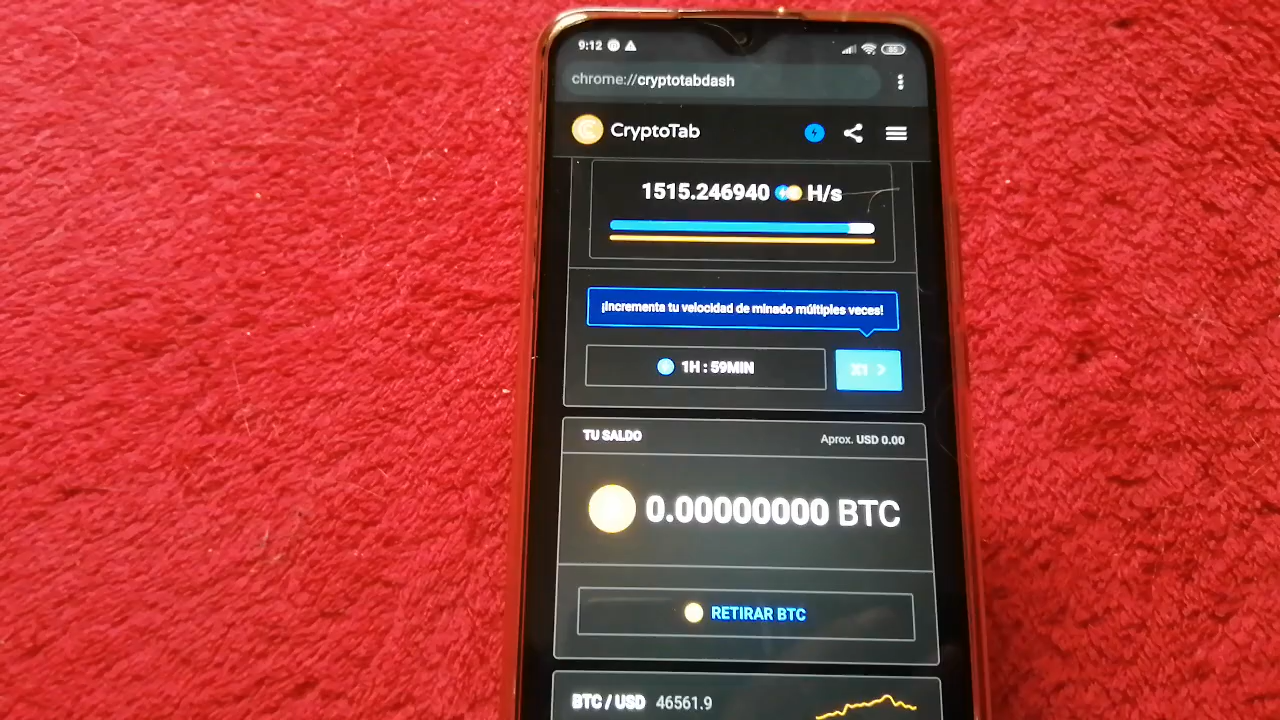 9:12
85
chrome://cryptotabdash
CryptoTab
1515.246940 H/s
¡Incrementa tu velocidad de minado múltiples veces!
1H : 59MIN
X1
TU SALDO
Aprox. USD 0.00
0.00000000 BTC
RETIRAR BTC
BTC / USD 46561.9